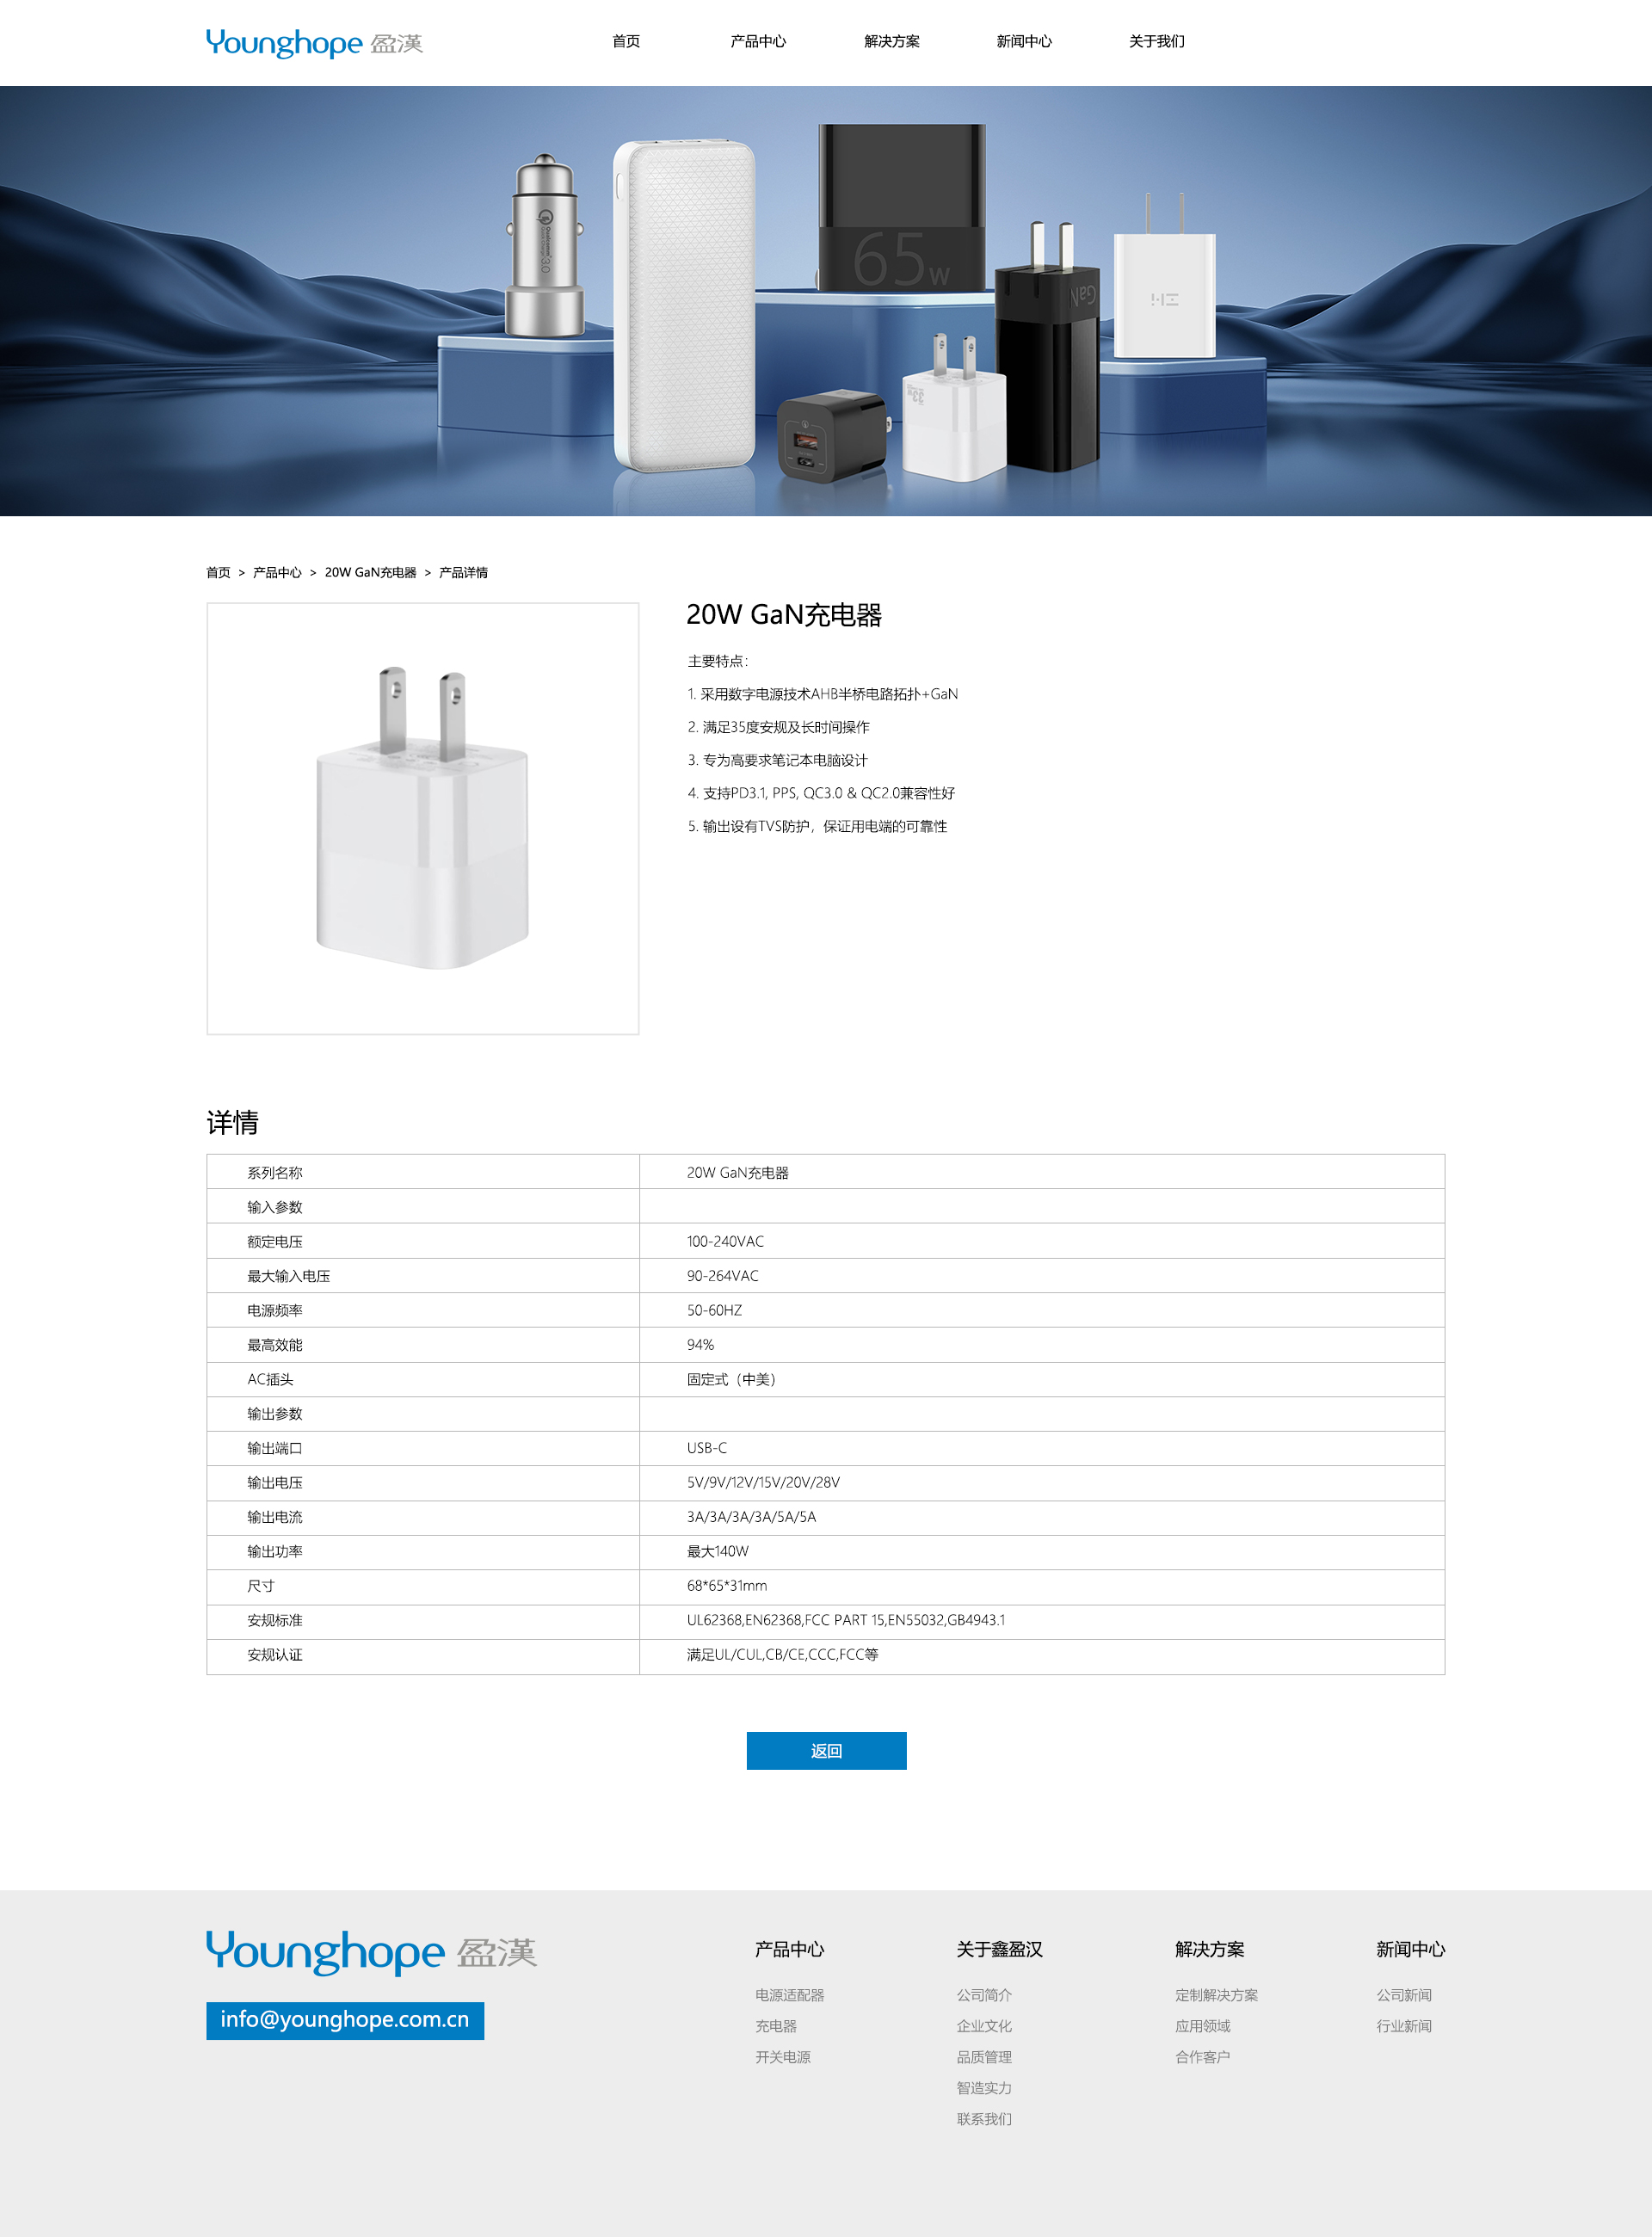 Younghope 盈漢
首页 产品中心 解决方案 新闻中心 关于我们
Qualcomm
3.0
65W
GaN
33W
首页 > 产品中心 > 20W GaN充电器 > 产品详情
20W GaN充电器
主要特点:
1. 采用数字电源技术AHB半桥电路拓扑+GaN
2. 满足35度安规及长时间操作
3. 专为高要求笔记本电脑设计
4. 支持PD3.1, PPS, QC3.0 & QC2.0兼容性好
5. 输出设有TVS防护，保证用电端的可靠性
详情
系列名称 20W GaN充电器
输入参数
额定电压 100-240VAC
最大输入电压 90-264VAC
电源频率 50-60HZ
最高效能 94%
AC插头 固定式（中美）
输出参数
输出端口 USB-C
输出电压 5V/9V/12V/15V/20V/28V
输出电流 3A/3A/3A/3A/5A/5A
输出功率 最大140W
尺寸 68*65*31mm
安规标准 UL62368,EN62368,FCC PART 15,EN55032,GB4943.1
安规认证 满足UL/CUL,CB/CE,CCC,FCC等
返回
Younghope 盈漢
info@younghope.com.cn
产品中心
电源适配器
充电器
开关电源
关于鑫盈汉
公司简介
企业文化
品质管理
智造实力
联系我们
解决方案
定制解决方案
应用领域
合作客户
新闻中心
公司新闻
行业新闻